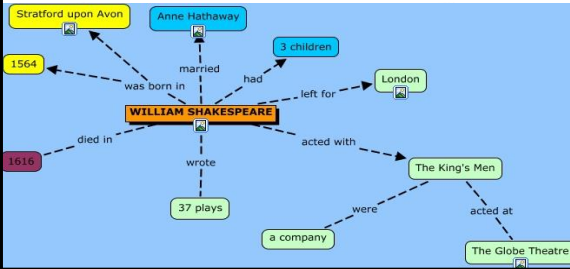 Stratford upon Avon
Anne Hathaway
3 children
1564
married
had
London
was born in
left for
WILLIAM SHAKESPEARE
died in
acted with
1616
wrote
The King's Men
37 plays
were
acted at
a company
The Globe Theatre